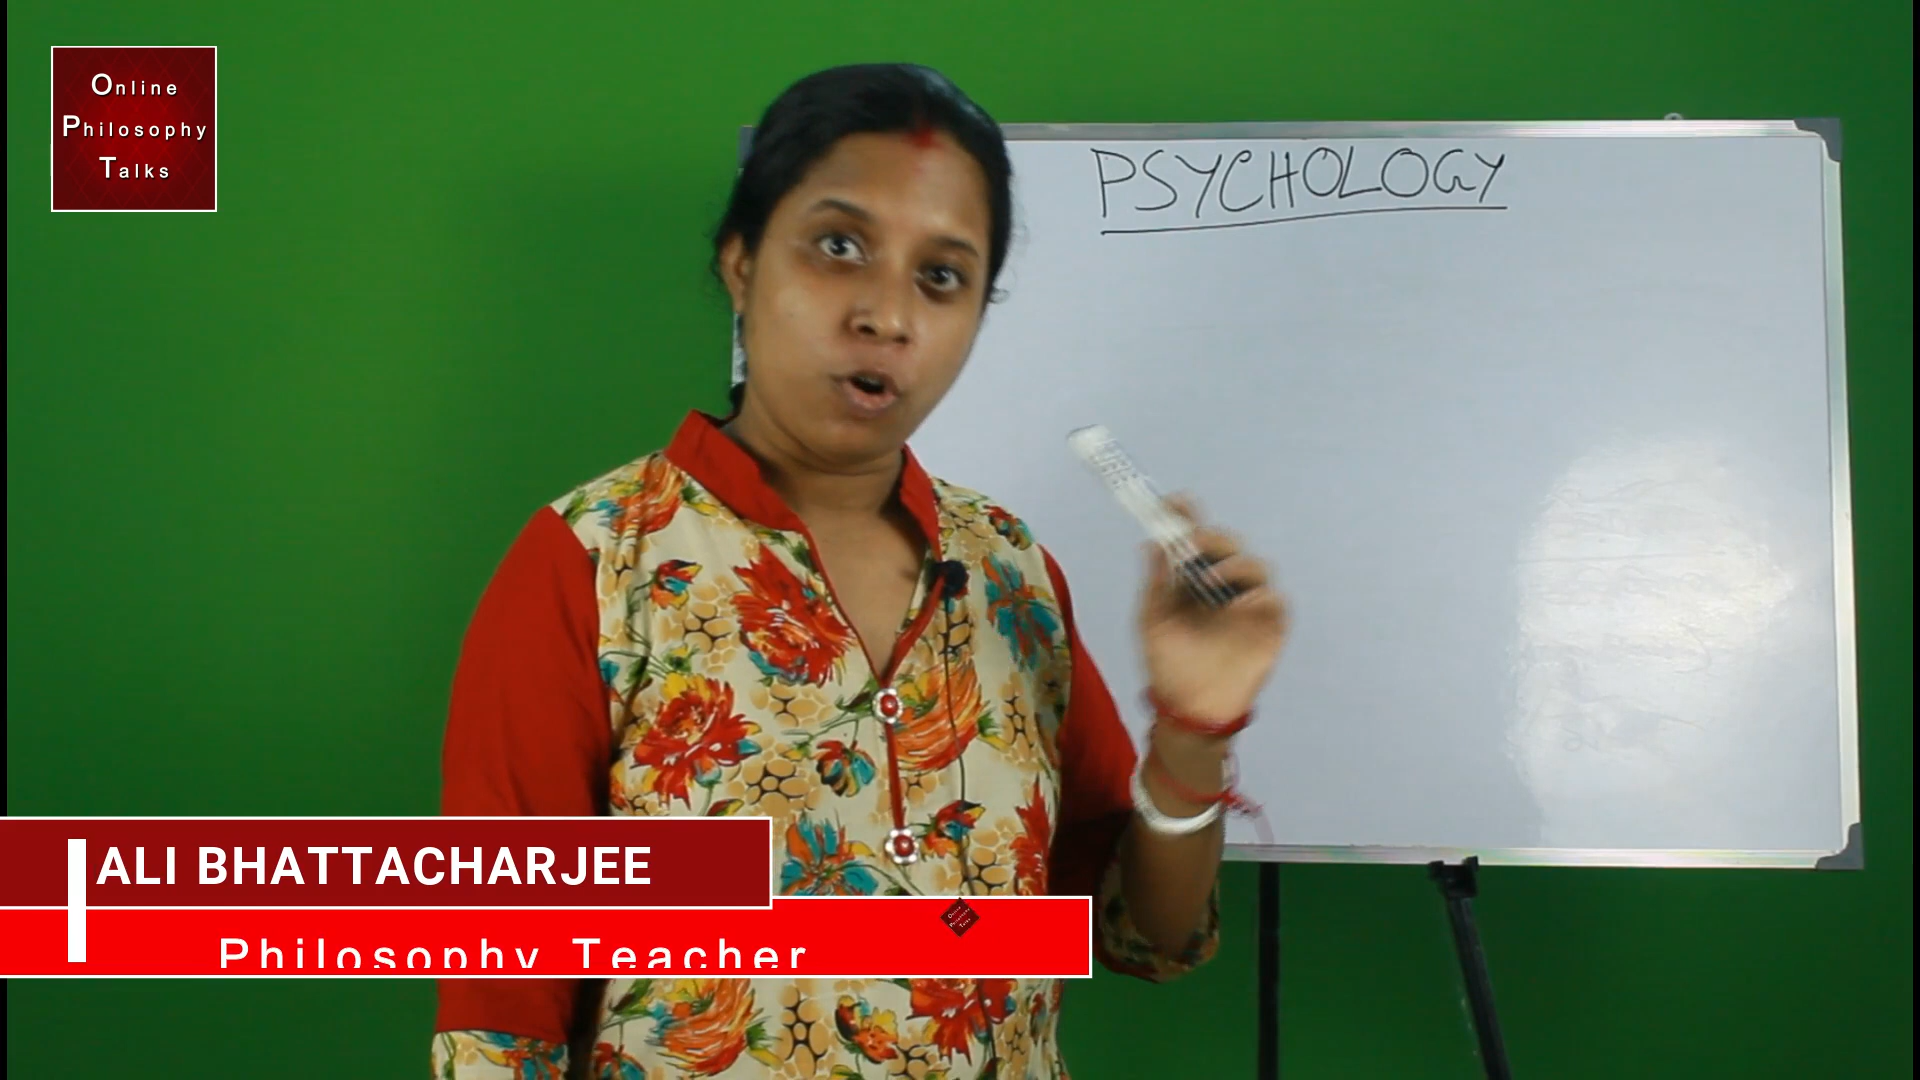 Online
Philosophy
Talks
PSYCHOLOGY
ALI BHATTACHARJEE
Philosophy Teacher